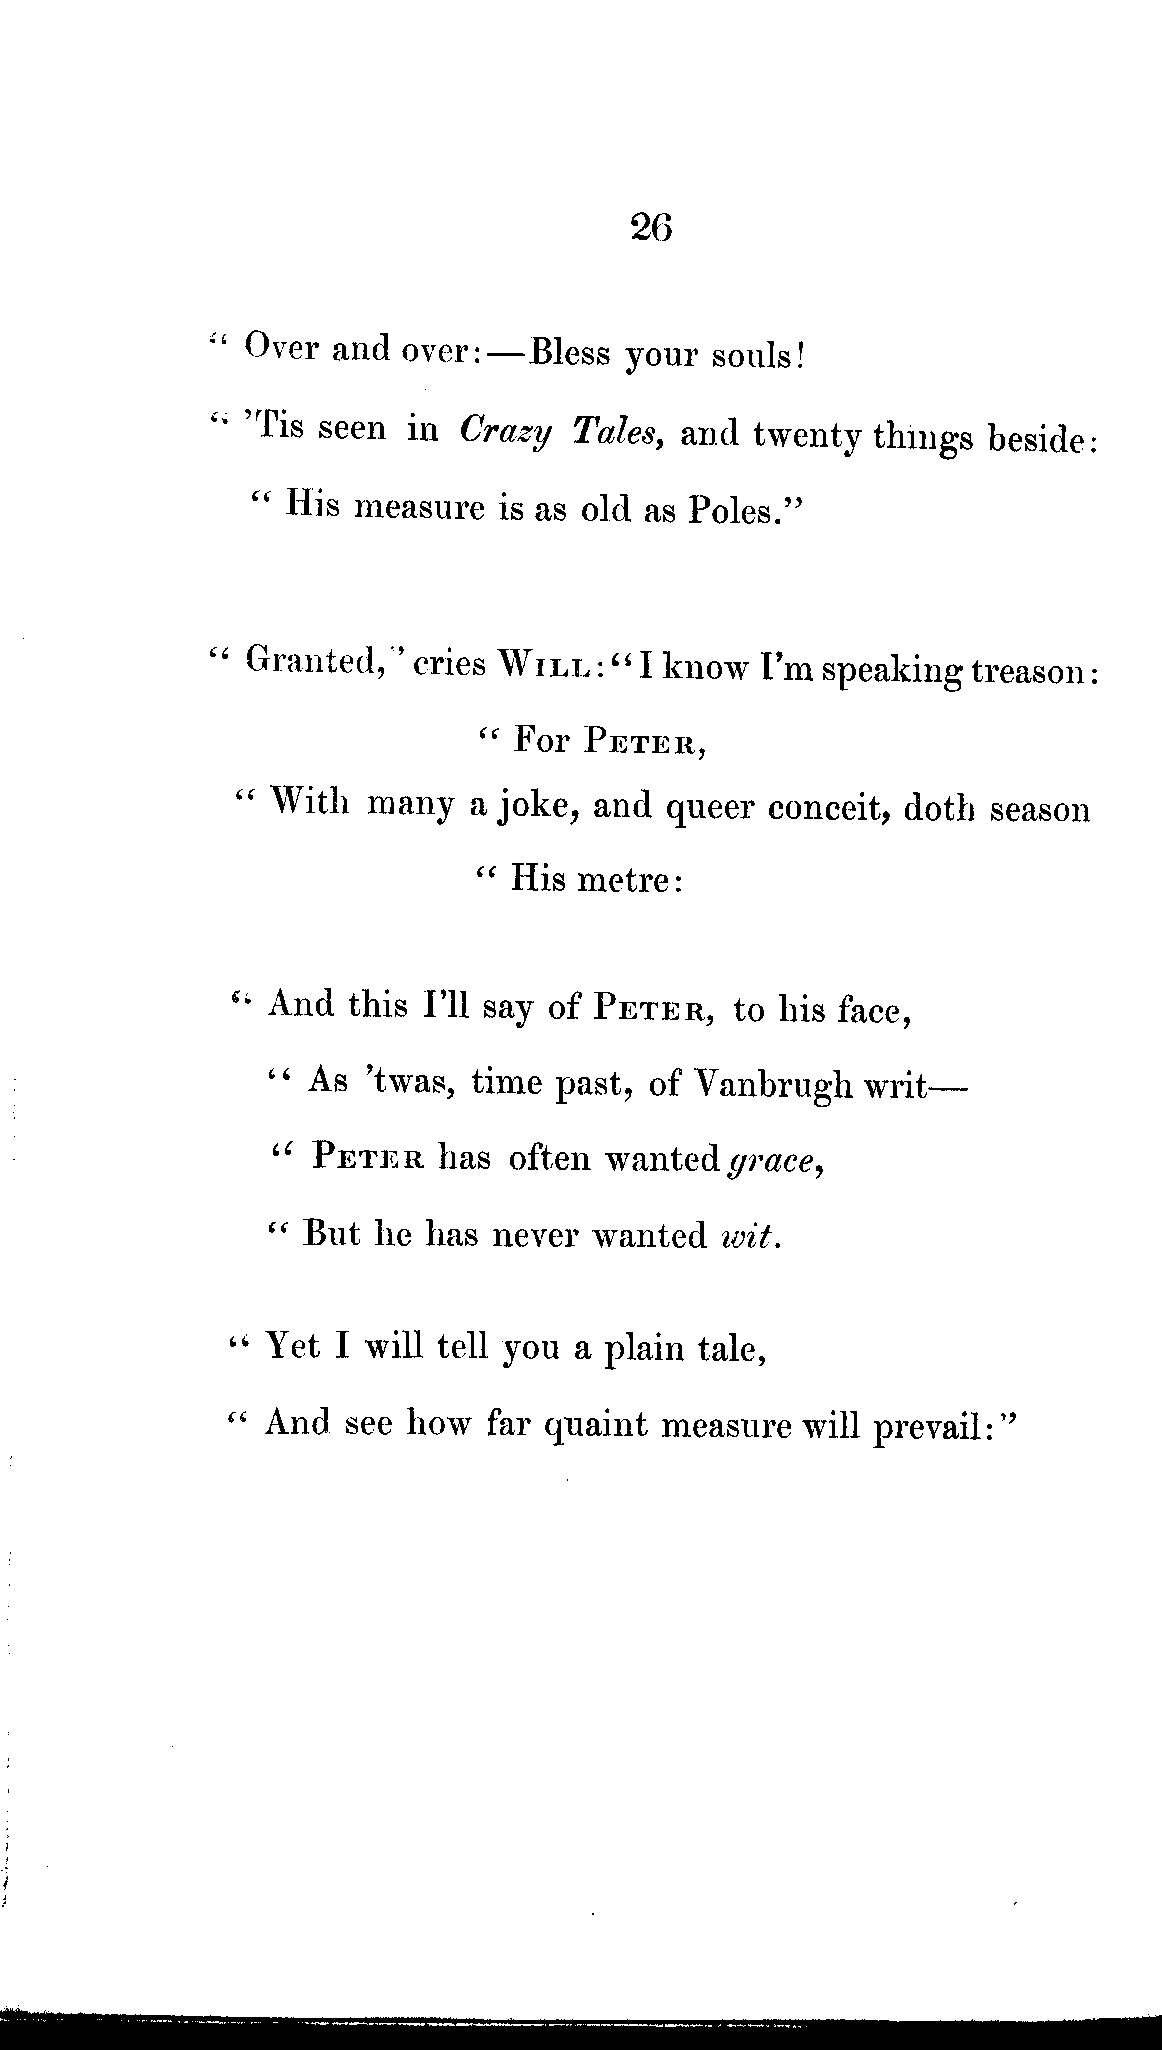 26
“ Over and over:—Bless your souls!
“ ’Tis seen in Crazy Tales, and twenty things beside:
“ His measure is as old as Poles.”
“ Granted,” cries WILL: “I know I’m speaking treason:
“ For PETER,
“ With many a joke, and queer conceit, doth season
“ His metre:
“ And this I’ll say of PETER, to his face,
“ As ’twas, time past, of Vanbrugh writ—
“ PETER has often wanted grace,
“ But he has never wanted wit.
“ Yet I will tell you a plain tale,
“ And see how far quaint measure will prevail:”